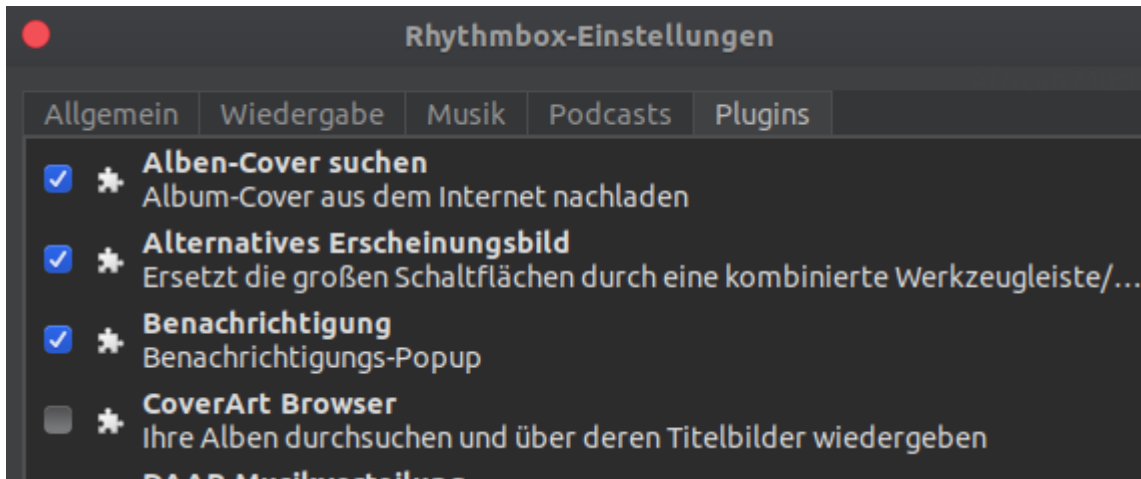 Rhythmbox-Einstellungen
Allgemein Wiedergabe Musik Podcasts Plugins
Alben-Cover suchen
Album-Cover aus dem Internet nachladen
Alternatives Erscheinungsbild
Ersetzt die großen Schaltflächen durch eine kombinierte Werkzeugleiste/…
Benachrichtigung
Benachrichtigungs-Popup
CoverArt Browser
Ihre Alben durchsuchen und über deren Titelbilder wiedergeben